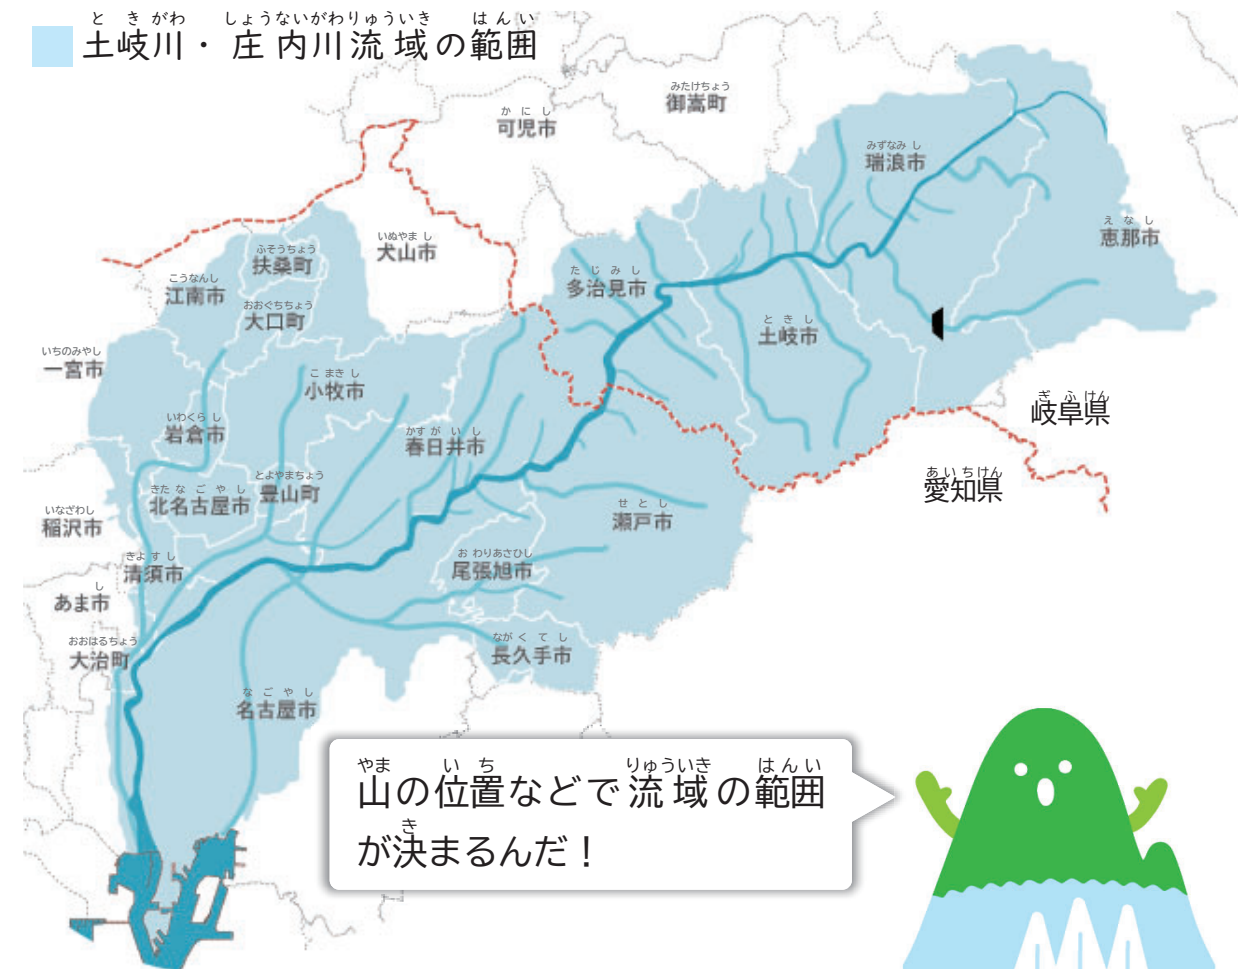 ときがわ しょうないがわりゅういき はんい
土岐川・庄内川流域の範囲
みたけちょう
御嵩町
かにし
可児市
みずなみし
瑞浪市
えなし
恵那市
いぬやまし
犬山市
ふそうちょう
扶桑町
こうなんし
江南市
おおぐちちょう
大口町
たじみし
多治見市
ときし
土岐市
いちのみやし
一宮市
こまきし
小牧市
ぎふけん
岐阜県
いわくらし
岩倉市
かすがいし
春日井市
あいちけん
愛知県
きたなごやし
北名古屋市
とよやまちょう
豊山町
いなざわし
稲沢市
せとし
瀬戸市
きよすし
清須市
おわりあさひし
尾張旭市
し
あま市
おおはるちょう
大治町
ながくてし
長久手市
なごやし
名古屋市
やま いち りゅういき はんい
山の位置などで流域の範囲
き
が決まるんだ！